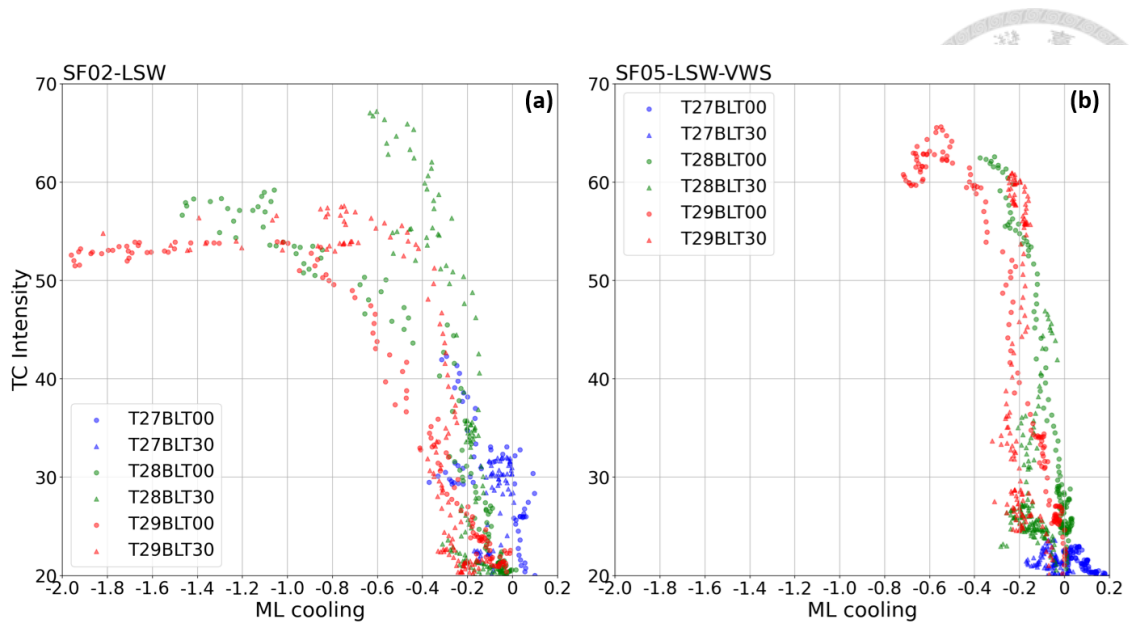 SF02-LSW
(a)
70
60
50
40
30
20
TC Intensity
T27BLT00
T27BLT30
T28BLT00
T28BLT30
T29BLT00
T29BLT30
-2.0 -1.8 -1.6 -1.4 -1.2 -1.0 -0.8 -0.6 -0.4 -0.2 0 0.2
ML cooling
SF05-LSW-VWS
(b)
70
60
50
40
30
20
T27BLT00
T27BLT30
T28BLT00
T28BLT30
T29BLT00
T29BLT30
-2.0 -1.8 -1.6 -1.4 -1.2 -1.0 -0.8 -0.6 -0.4 -0.2 0 0.2
ML cooling